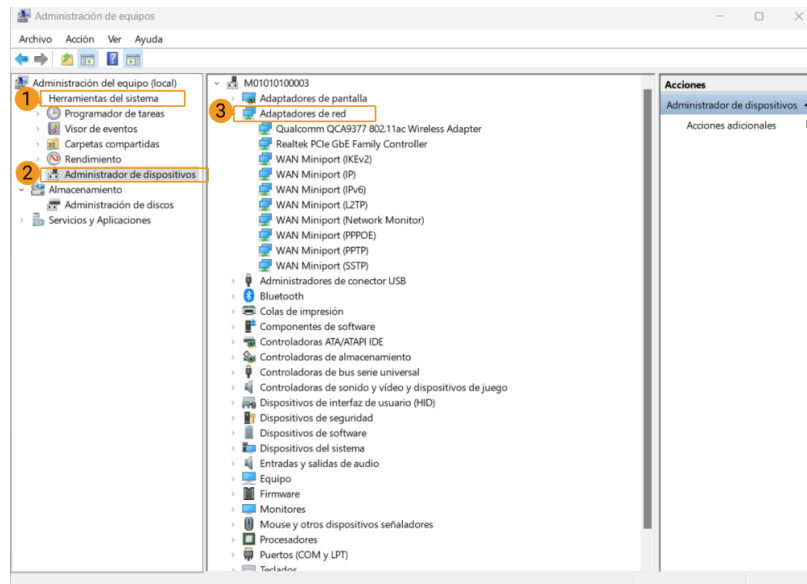 Administración de equipos
Archivo Acción Ver Ayuda
Administración del equipo (local)
1 Herramientas del sistema
Programador de tareas
Visor de eventos
Carpetas compartidas
Rendimiento
2 Administrador de dispositivos
Almacenamiento
Administración de discos
Servicios y Aplicaciones
M01010100003
Adaptadores de pantalla
3 Adaptadores de red
Qualcomm QCA9377 802.11ac Wireless Adapter
Realtek PCIe GbE Family Controller
WAN Miniport (IKEv2)
WAN Miniport (IP)
WAN Miniport (IPv6)
WAN Miniport (L2TP)
WAN Miniport (Network Monitor)
WAN Miniport (PPPOE)
WAN Miniport (PPTP)
WAN Miniport (SSTP)
Administradores de conector USB
Bluetooth
Colas de impresión
Componentes de software
Controladoras ATA/ATAPI IDE
Controladoras de almacenamiento
Controladoras de bus serie universal
Controladoras de sonido y vídeo y dispositivos de juego
Dispositivos de interfaz de usuario (HID)
Dispositivos de seguridad
Dispositivos de software
Dispositivos del sistema
Entradas y salidas de audio
Equipo
Firmware
Monitores
Mouse y otros dispositivos señaladores
Procesadores
Puertos (COM y LPT)
Teclados
Acciones
Administrador de dispositivos
Acciones adicionales